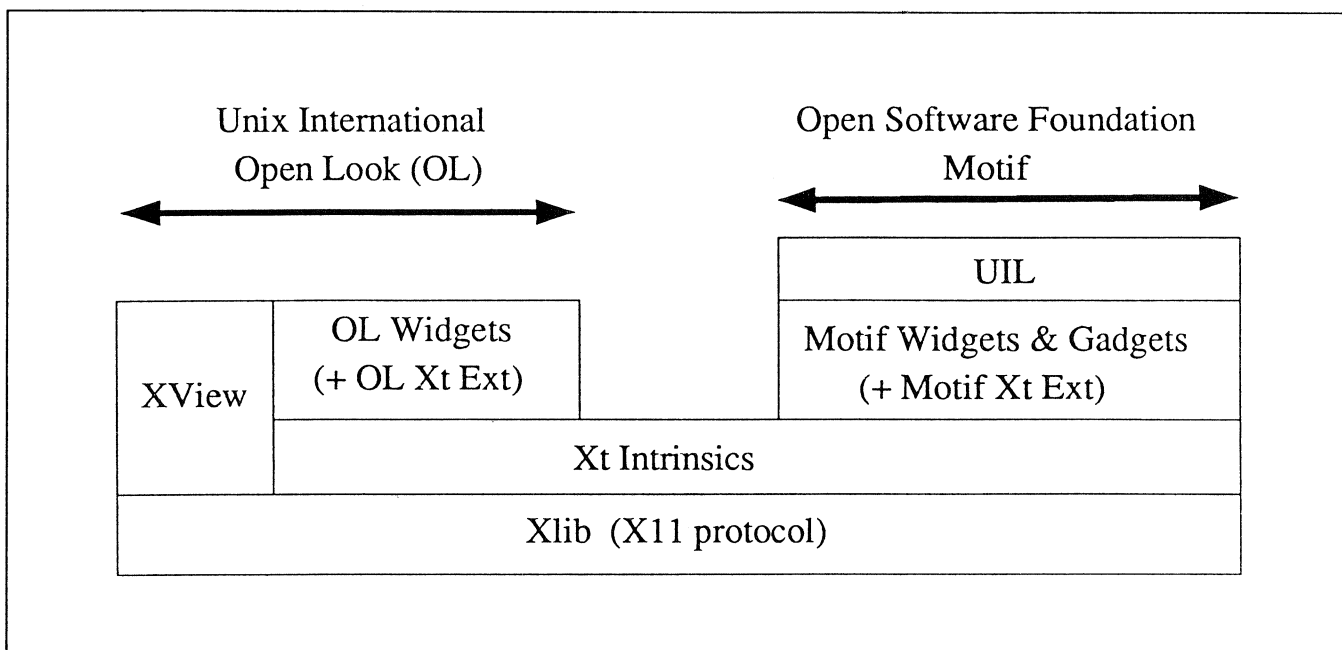 Unix International
Open Look (OL)
Open Software Foundation
Motif
UIL
OL Widgets
(+ OL Xt Ext)
Motif Widgets & Gadgets
(+ Motif Xt Ext)
XView
Xt Intrinsics
Xlib (X11 protocol)